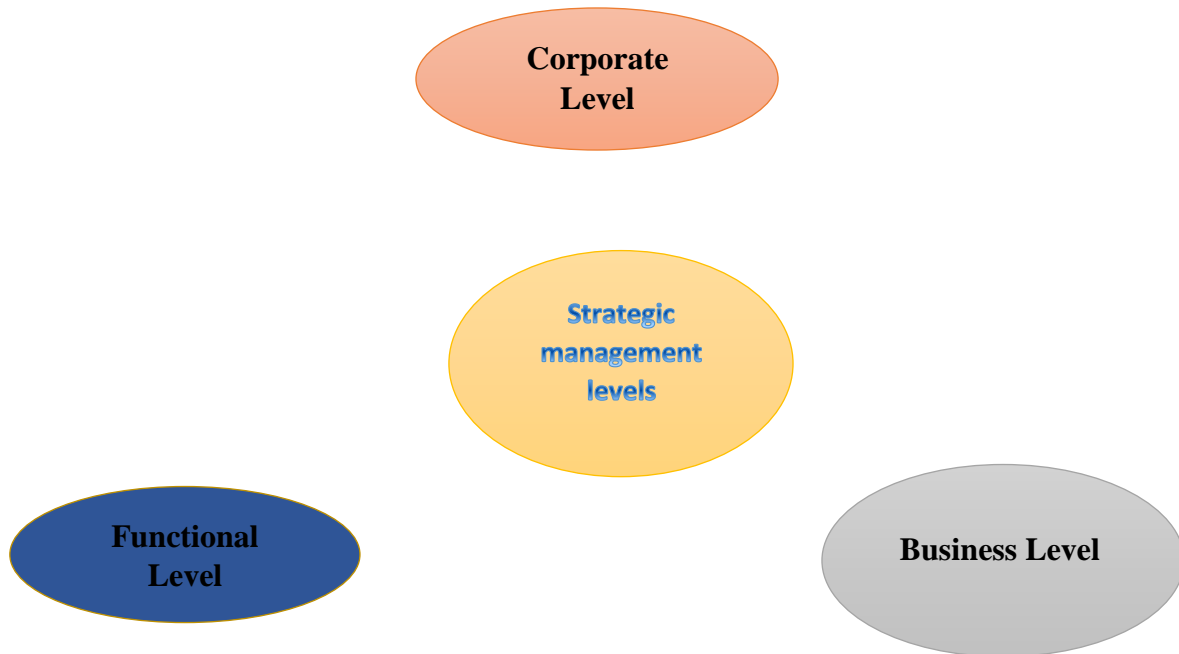 Corporate
Level
Strategic
management
levels
Functional
Level
Business Level